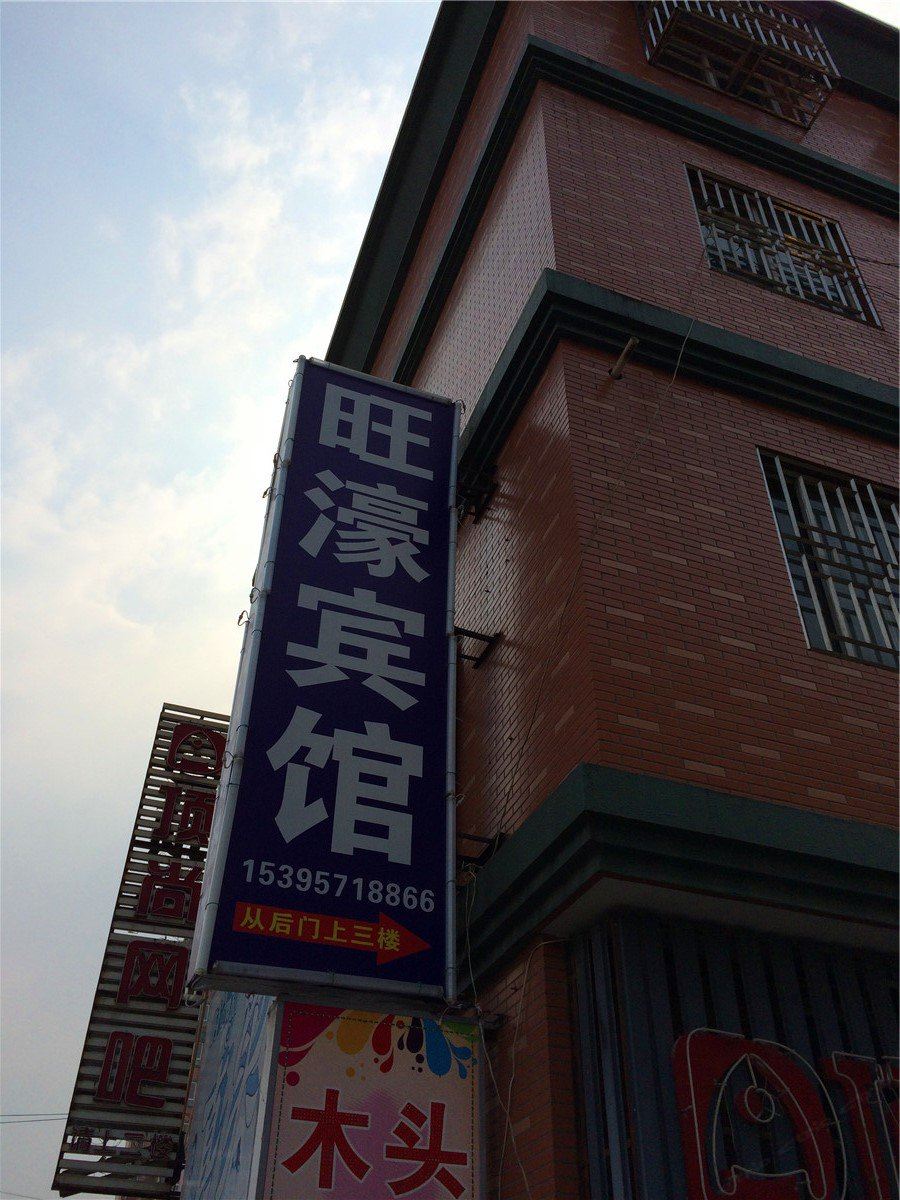 旺濠宾馆
15395718866
从后门上三楼
顶尚网吧
木头